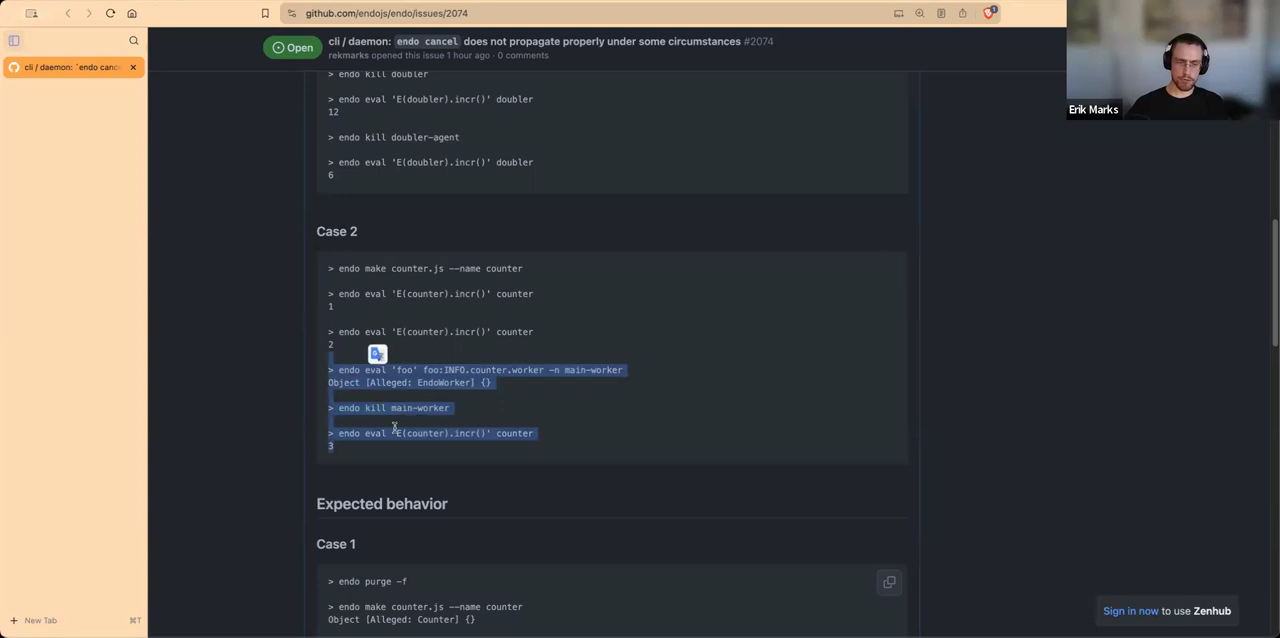 github.com/endojs/endo/issues/2074
cli / daemon: `endo canc
Open
cli / daemon: endo cancel does not propagate properly under some circumstances #2074
rekmarks opened this issue 1 hour ago · 0 comments
Erik Marks
> endo kill doubler
> endo eval 'E(doubler).incr()' doubler
12
> endo kill doubler-agent
> endo eval 'E(doubler).incr()' doubler
6
Case 2
> endo make counter.js --name counter
> endo eval 'E(counter).incr()' counter
1
> endo eval 'E(counter).incr()' counter
2
> endo eval 'foo' foo:INFO.counter.worker -n main-worker
Object [Alleged: EndoWorker] {}
> endo kill main-worker
> endo eval 'E(counter).incr()' counter
3
Expected behavior
Case 1
> endo purge -f
> endo make counter.js --name counter
Object [Alleged: Counter] {}
Sign in now to use Zenhub
New Tab
⌘T